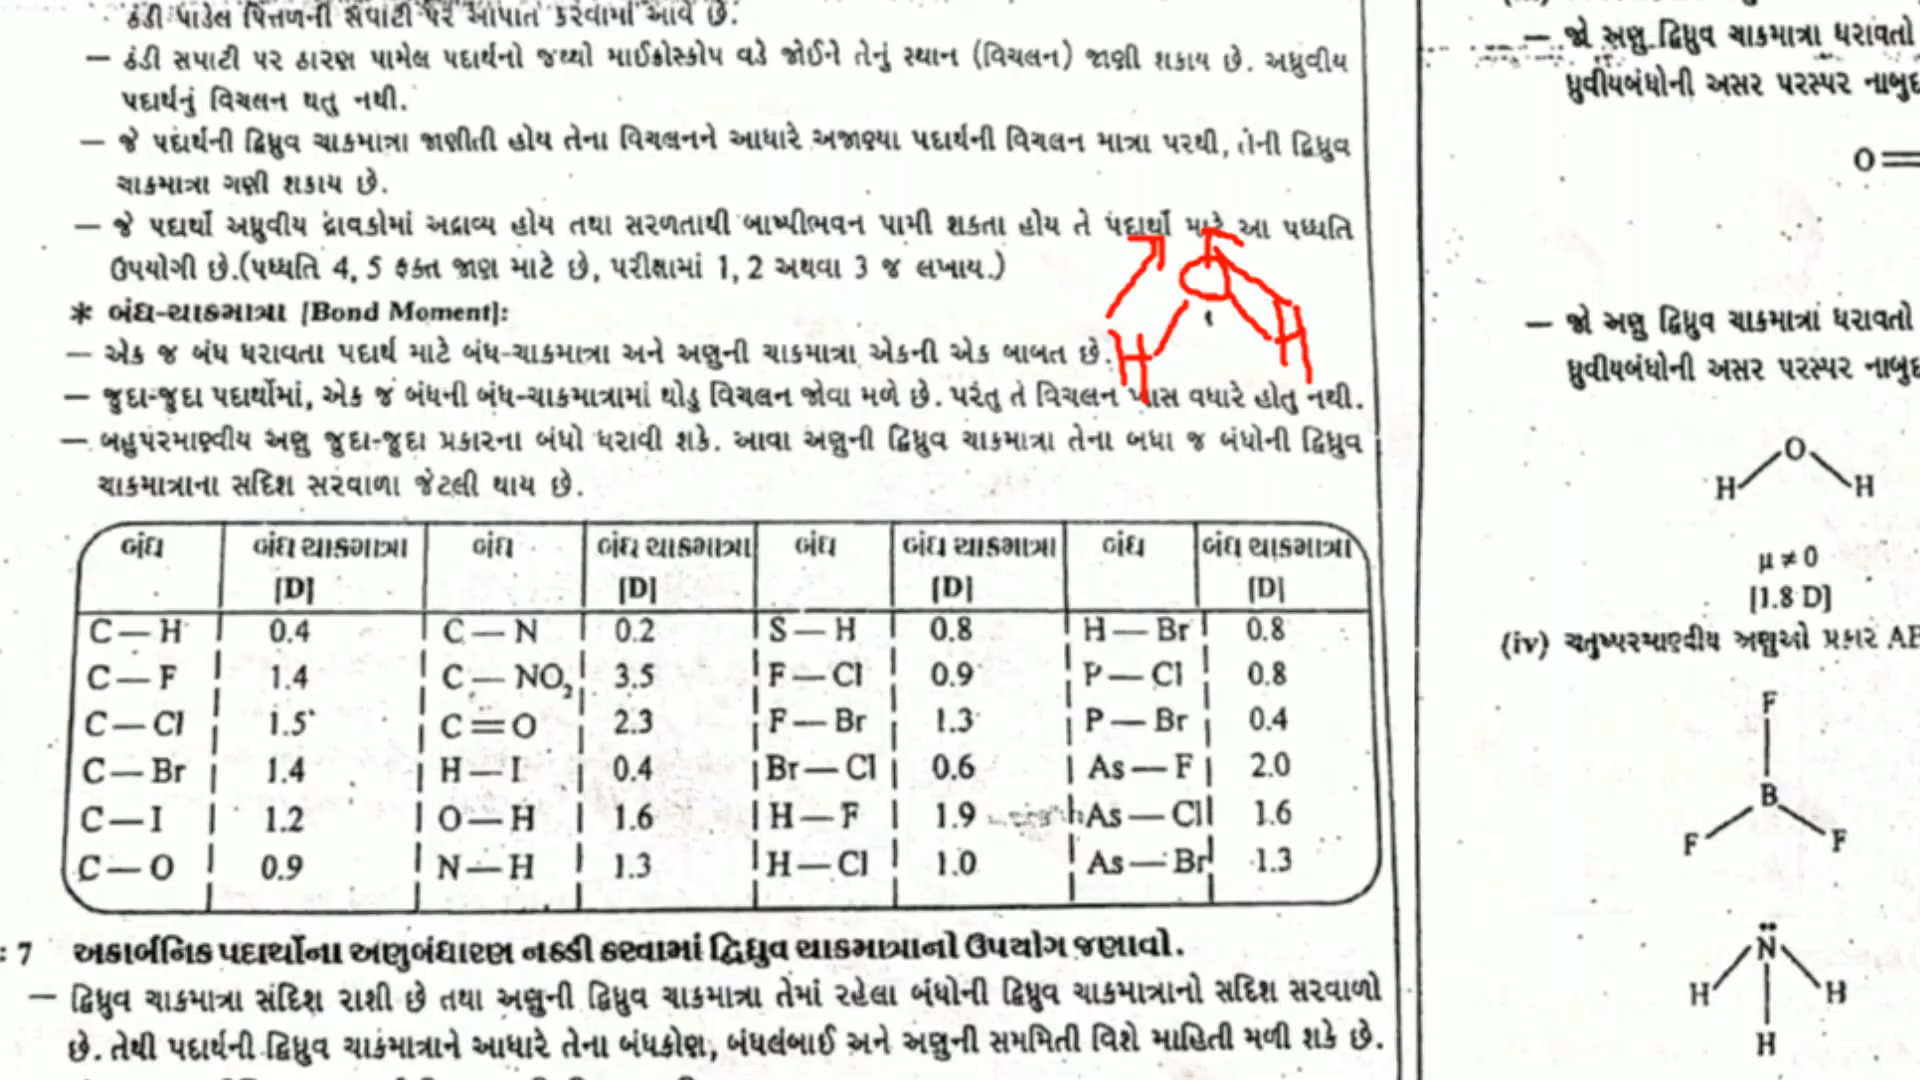 ઠંડી પાડેલ પિત્તળની સપાટી પર આપાત કરવામાં આવે છે.
— ઠંડી સપાટી પર ઠારણ પામેલ પદાર્થનો જથ્થો માઈક્રોસ્કોપ વડે જોઈને તેનું સ્થાન (વિચલન) જાણી શકાય છે. અધ્રુવીય
પદાર્થનું વિચલન થતુ નથી.
— જે પદાર્થની દ્વિધ્રુવ ચાકમાત્રા જાણીતી હોય તેના વિચલનને આધારે અજાણ્યા પદાર્થની વિચલન માત્રા પરથી, તેની દ્વિધ્રુવ
ચાકમાત્રા ગણી શકાય છે.
— જે પદાર્થો અધ્રુવીય દ્રાવકોમાં અદ્રાવ્ય હોય તથા સરળતાથી બાષ્પીભવન પામી શકતા હોય તે પદાર્થો માટે આ પધ્ધતિ
ઉપયોગી છે.(પધ્ધતિ 4, 5 ફક્ત જાણ માટે છે, પરીક્ષામાં 1, 2 અથવા 3 જ લખાય.)
* બંધ-ચાકમાત્રા [Bond Moment]:
— એક જ બંધ ધરાવતા પદાર્થ માટે બંધ-ચાકમાત્રા અને અણુની ચાકમાત્રા એકની એક બાબત છે.
O
H H
— જુદા-જુદા પદાર્થોમાં, એક જ બંધની બંધ-ચાકમાત્રામાં થોડુ વિચલન જોવા મળે છે. પરંતુ તે વિચલન ખાસ વધારે હોતુ નથી.
— બહુપરમાણ્વીય અણુ જુદા-જૂદા પ્રકારના બંધો ધરાવી શકે. આવા અણુની દ્વિધ્રુવ ચાકમાત્રા તેના બધા જ બંધોની દ્વિધ્રુવ
ચાકમાત્રાના સદિશ સરવાળા જેટલી થાય છે.
બંધ બંધ ચાકમાત્રા બંધ બંધ ચાકમાત્રા બંધ બંધ ચાકમાત્રા બંધ બંધ ચાકમાત્રા
[D] [D] [D] [D]
C — H 0.4 C — N 0.2 S — H 0.8 H — Br 0.8
C — F 1.4 C — NO₂ 3.5 F — Cl 0.9 P — Cl 0.8
C — Cl 1.5 C = O 2.3 F — Br 1.3 P — Br 0.4
C — Br 1.4 H — I 0.4 Br — Cl 0.6 As — F 2.0
C — I 1.2 O — H 1.6 H — F 1.9 As — Cl 1.6
C — O 0.9 N — H 1.3 H — Cl 1.0 As — Br 1.3
: 7 અકાર્બનિક પદાર્થોના અણુબંધારણ નક્કી કરવામાં દ્વિધ્રુવ ચાકમાત્રાનો ઉપયોગ જણાવો.
— દ્વિધ્રુવ ચાકમાત્રા સદિશ રાશી છે તથા અણુની દ્વિધ્રુવ ચાકમાત્રા તેમાં રહેલા બંધોની દ્વિધ્રુવ ચાકમાત્રાનો સદિશ સરવાળો
છે. તેથી પદાર્થની દ્વિધ્રુવ ચાકમાત્રાને આધારે તેના બંધકોણ, બંધલંબાઈ અને અણુની સમમિતી વિશે માહિતી મળી શકે છે.
— જો અણુ દ્વિધ્રુવ ચાકમાત્રા ધરાવતો
ધ્રુવીયબંધોની અસર પરસ્પર
O =
— જો અણુ દ્વિધ્રુવ ચાકમાત્રા ધરાવતો
ધ્રુવીયબંધોની અસર પરસ્પર
O
H H
μ ≠ 0
[1.8 D]
(iv) ચતુષ્પરમાણ્વીય અણુઓ પ્રકાર
F
B
F F
N
H H
H